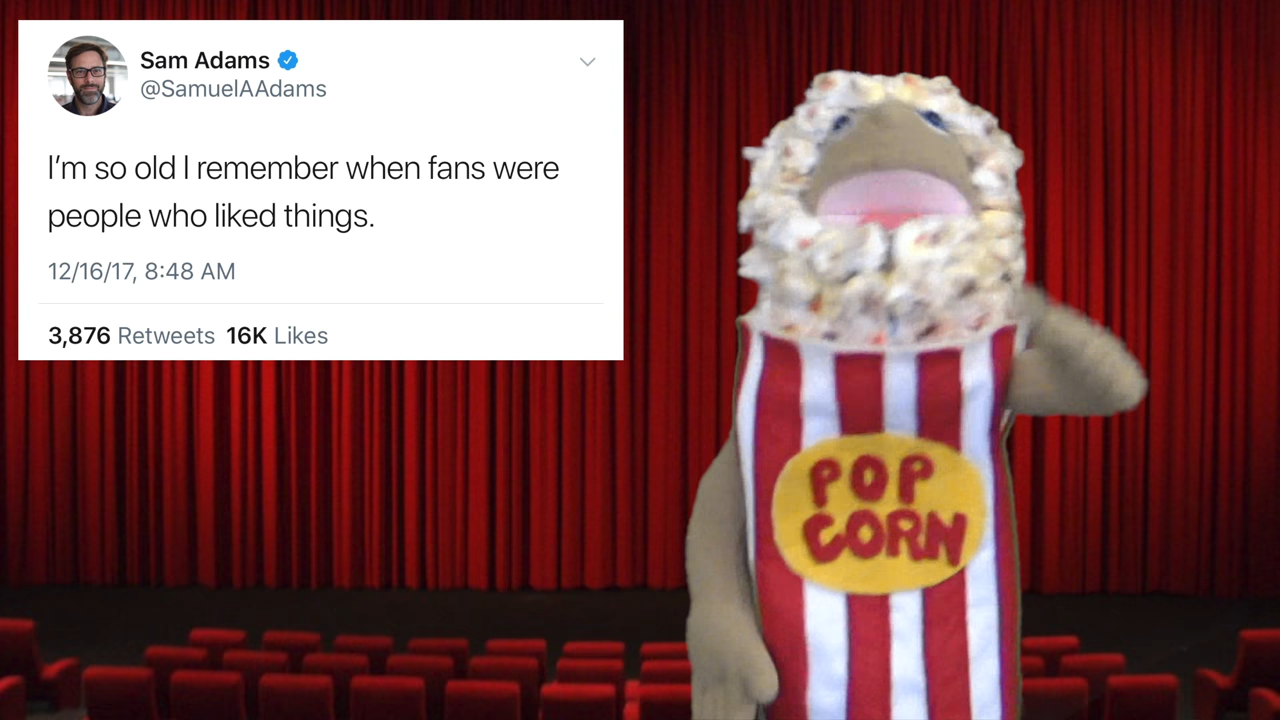 Sam Adams
@SamuelAAdams
I'm so old I remember when fans were
people who liked things.
12/16/17, 8:48 AM
3,876 Retweets 16K Likes
POP
CORN